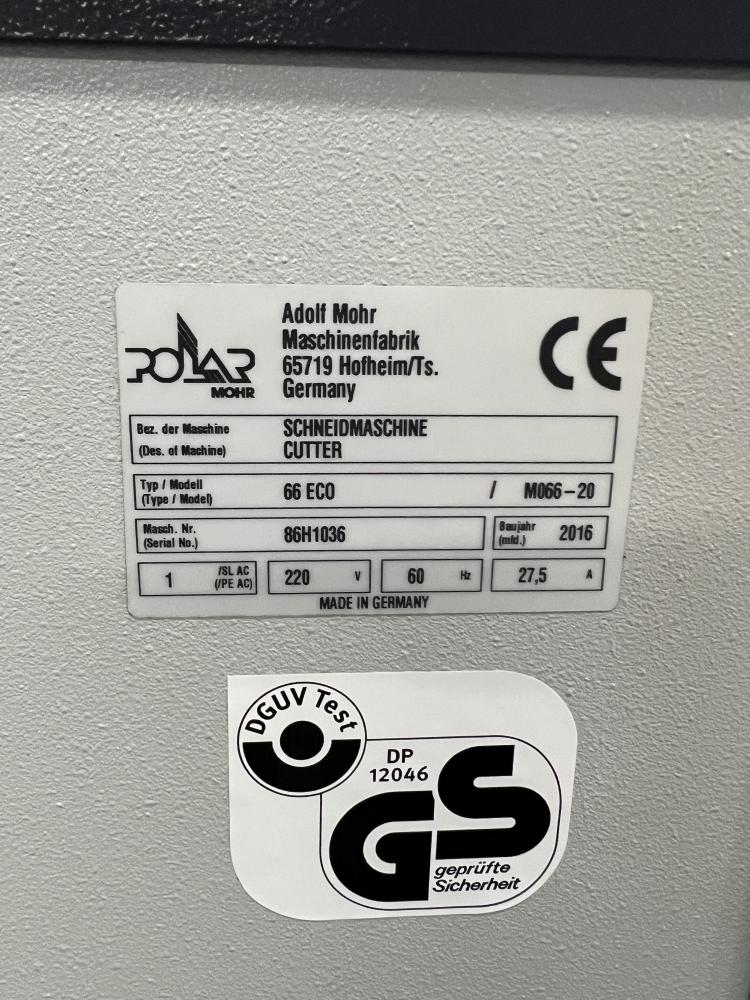 POLAR
MOHR
Adolf Mohr
Maschinenfabrik
65719 Hofheim/Ts.
Germany
CE
Bez. der Maschine
(Des. of Machine)
SCHNEIDMASCHINE
CUTTER
Typ / Modell
(Type / Model)
66 ECO / M066-20
Masch. Nr.
(Serial No.)
86H1036
Baujahr
(mfd.)
2016
1 /SL AC
(/PE AC)
220 V
60 Hz
27,5 A
MADE IN GERMANY
DGUV Test
DP
12046
GS
geprüfte
Sicherheit